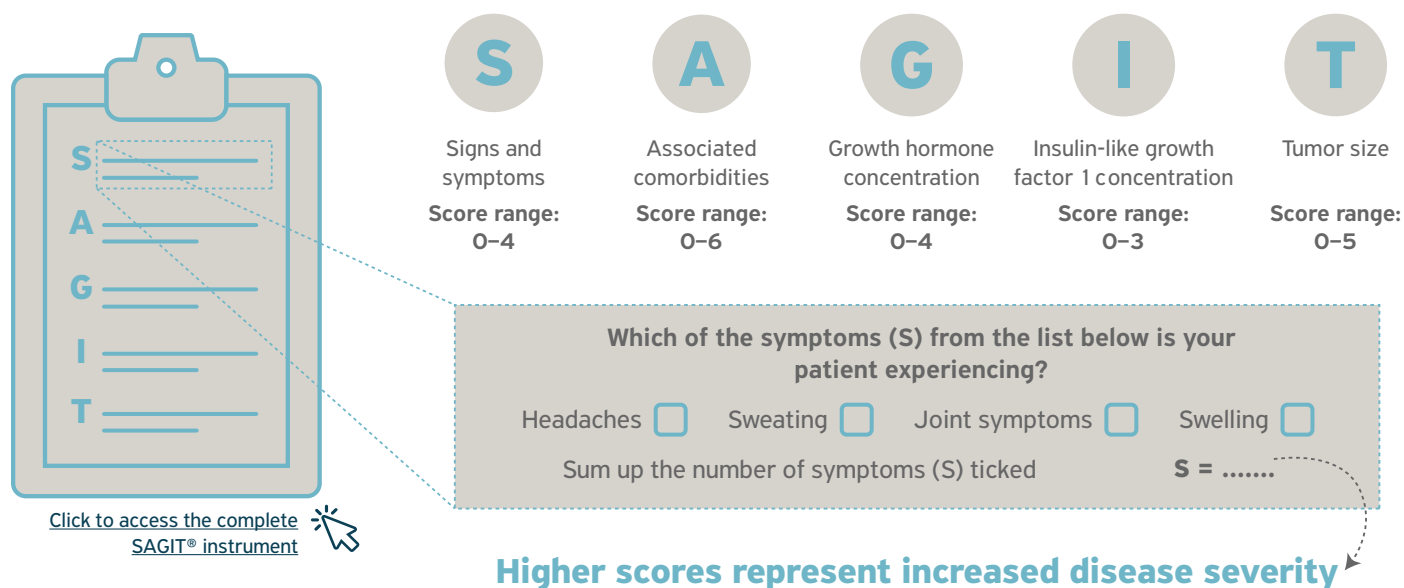 S
A
G
I
T
Click to access the complete
SAGIT® instrument
S
Signs and
symptoms
Score range:
0–4
A
Associated
comorbidities
Score range:
0–6
G
Growth hormone
concentration
Score range:
0–4
I
Insulin-like growth
factor 1 concentration
Score range:
0–3
T
Tumor size
Score range:
0–5
Which of the symptoms (S) from the list below is your
patient experiencing?
Headaches Sweating Joint symptoms Swelling
Sum up the number of symptoms (S) ticked S = .......
Higher scores represent increased disease severity